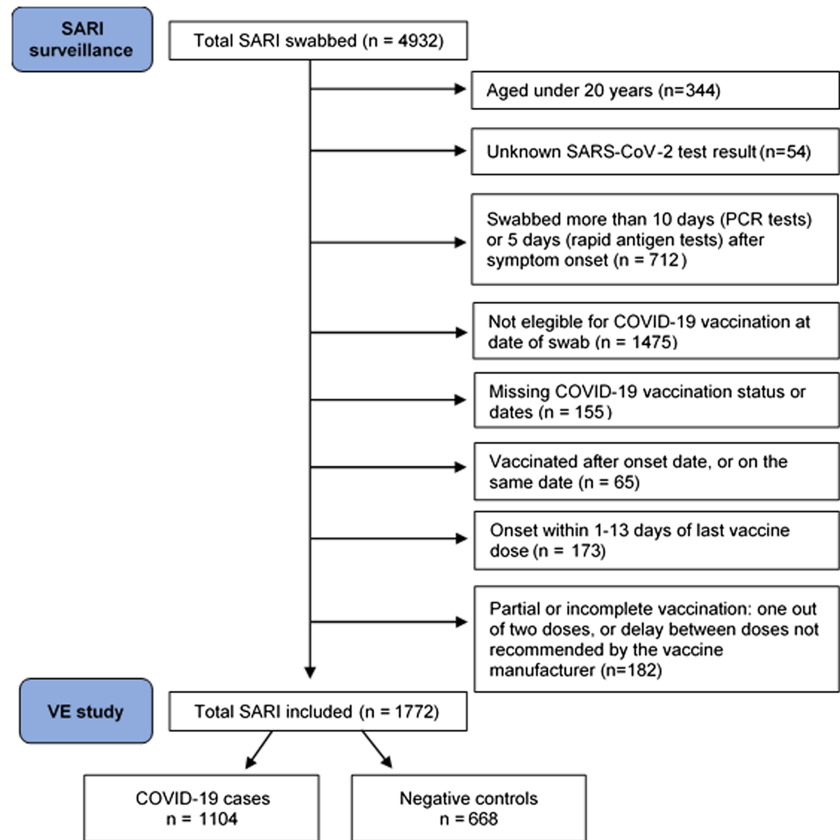 SARI
surveillance
Total SARI swabbed (n = 4932)
Aged under 20 years (n=344)
Unknown SARS-CoV-2 test result (n=54)
Swabbed more than 10 days (PCR tests)
or 5 days (rapid antigen tests) after
symptom onset (n = 712)
Not elegible for COVID-19 vaccination at
date of swab (n = 1475)
Missing COVID-19 vaccination status or
dates (n = 155)
Vaccinated after onset date, or on the
same date (n = 65)
Onset within 1-13 days of last vaccine
dose (n = 173)
Partial or incomplete vaccination: one out
of two doses, or delay between doses not
recommended by the vaccine
manufacturer (n=182)
VE study
Total SARI included (n = 1772)
COVID-19 cases
n = 1104
Negative controls
n = 668